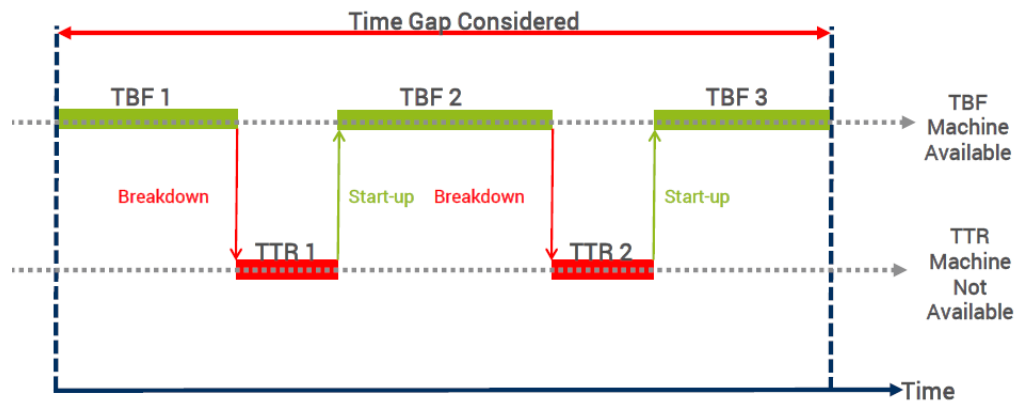 Time Gap Considered
TBF 1
TBF 2
TBF 3
TBF
Machine
Available
Breakdown
Start-up
Breakdown
Start-up
TTR 1
TTR 2
TTR
Machine
Not
Available
Time